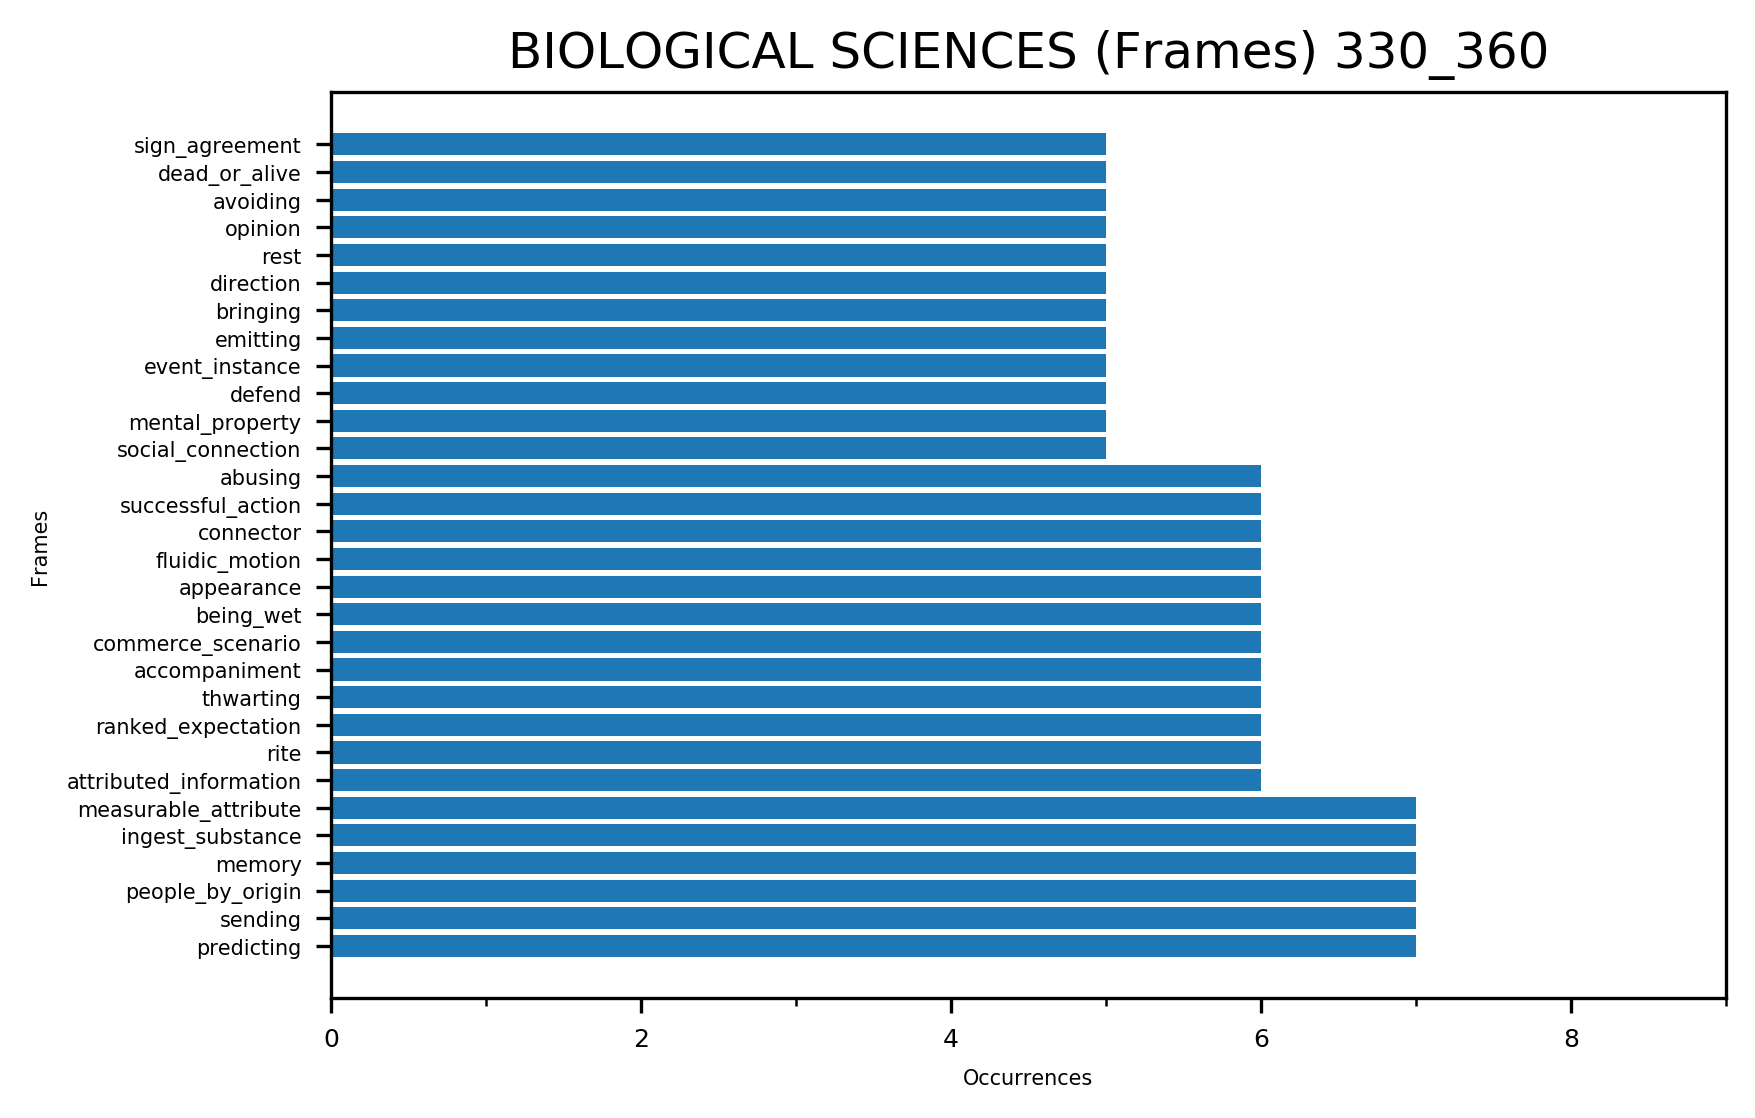 BIOLOGICAL SCIENCES (Frames) 330_360
sign_agreement
dead_or_alive
avoiding
opinion
rest
direction
bringing
emitting
event_instance
defend
mental_property
social_connection
abusing
successful_action
connector
fluidic_motion
appearance
being_wet
commerce_scenario
accompaniment
thwarting
ranked_expectation
rite
attributed_information
measurable_attribute
ingest_substance
memory
people_by_origin
sending
predicting
Frames
0 2 4 6 8
Occurrences